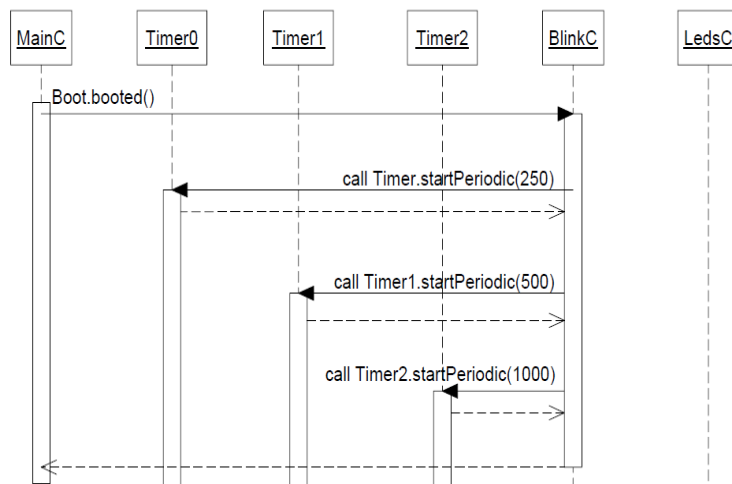 MainC
Timer0
Timer1
Timer2
BlinkC
LedsC
Boot.booted()
call Timer.startPeriodic(250)
call Timer1.startPeriodic(500)
call Timer2.startPeriodic(1000)